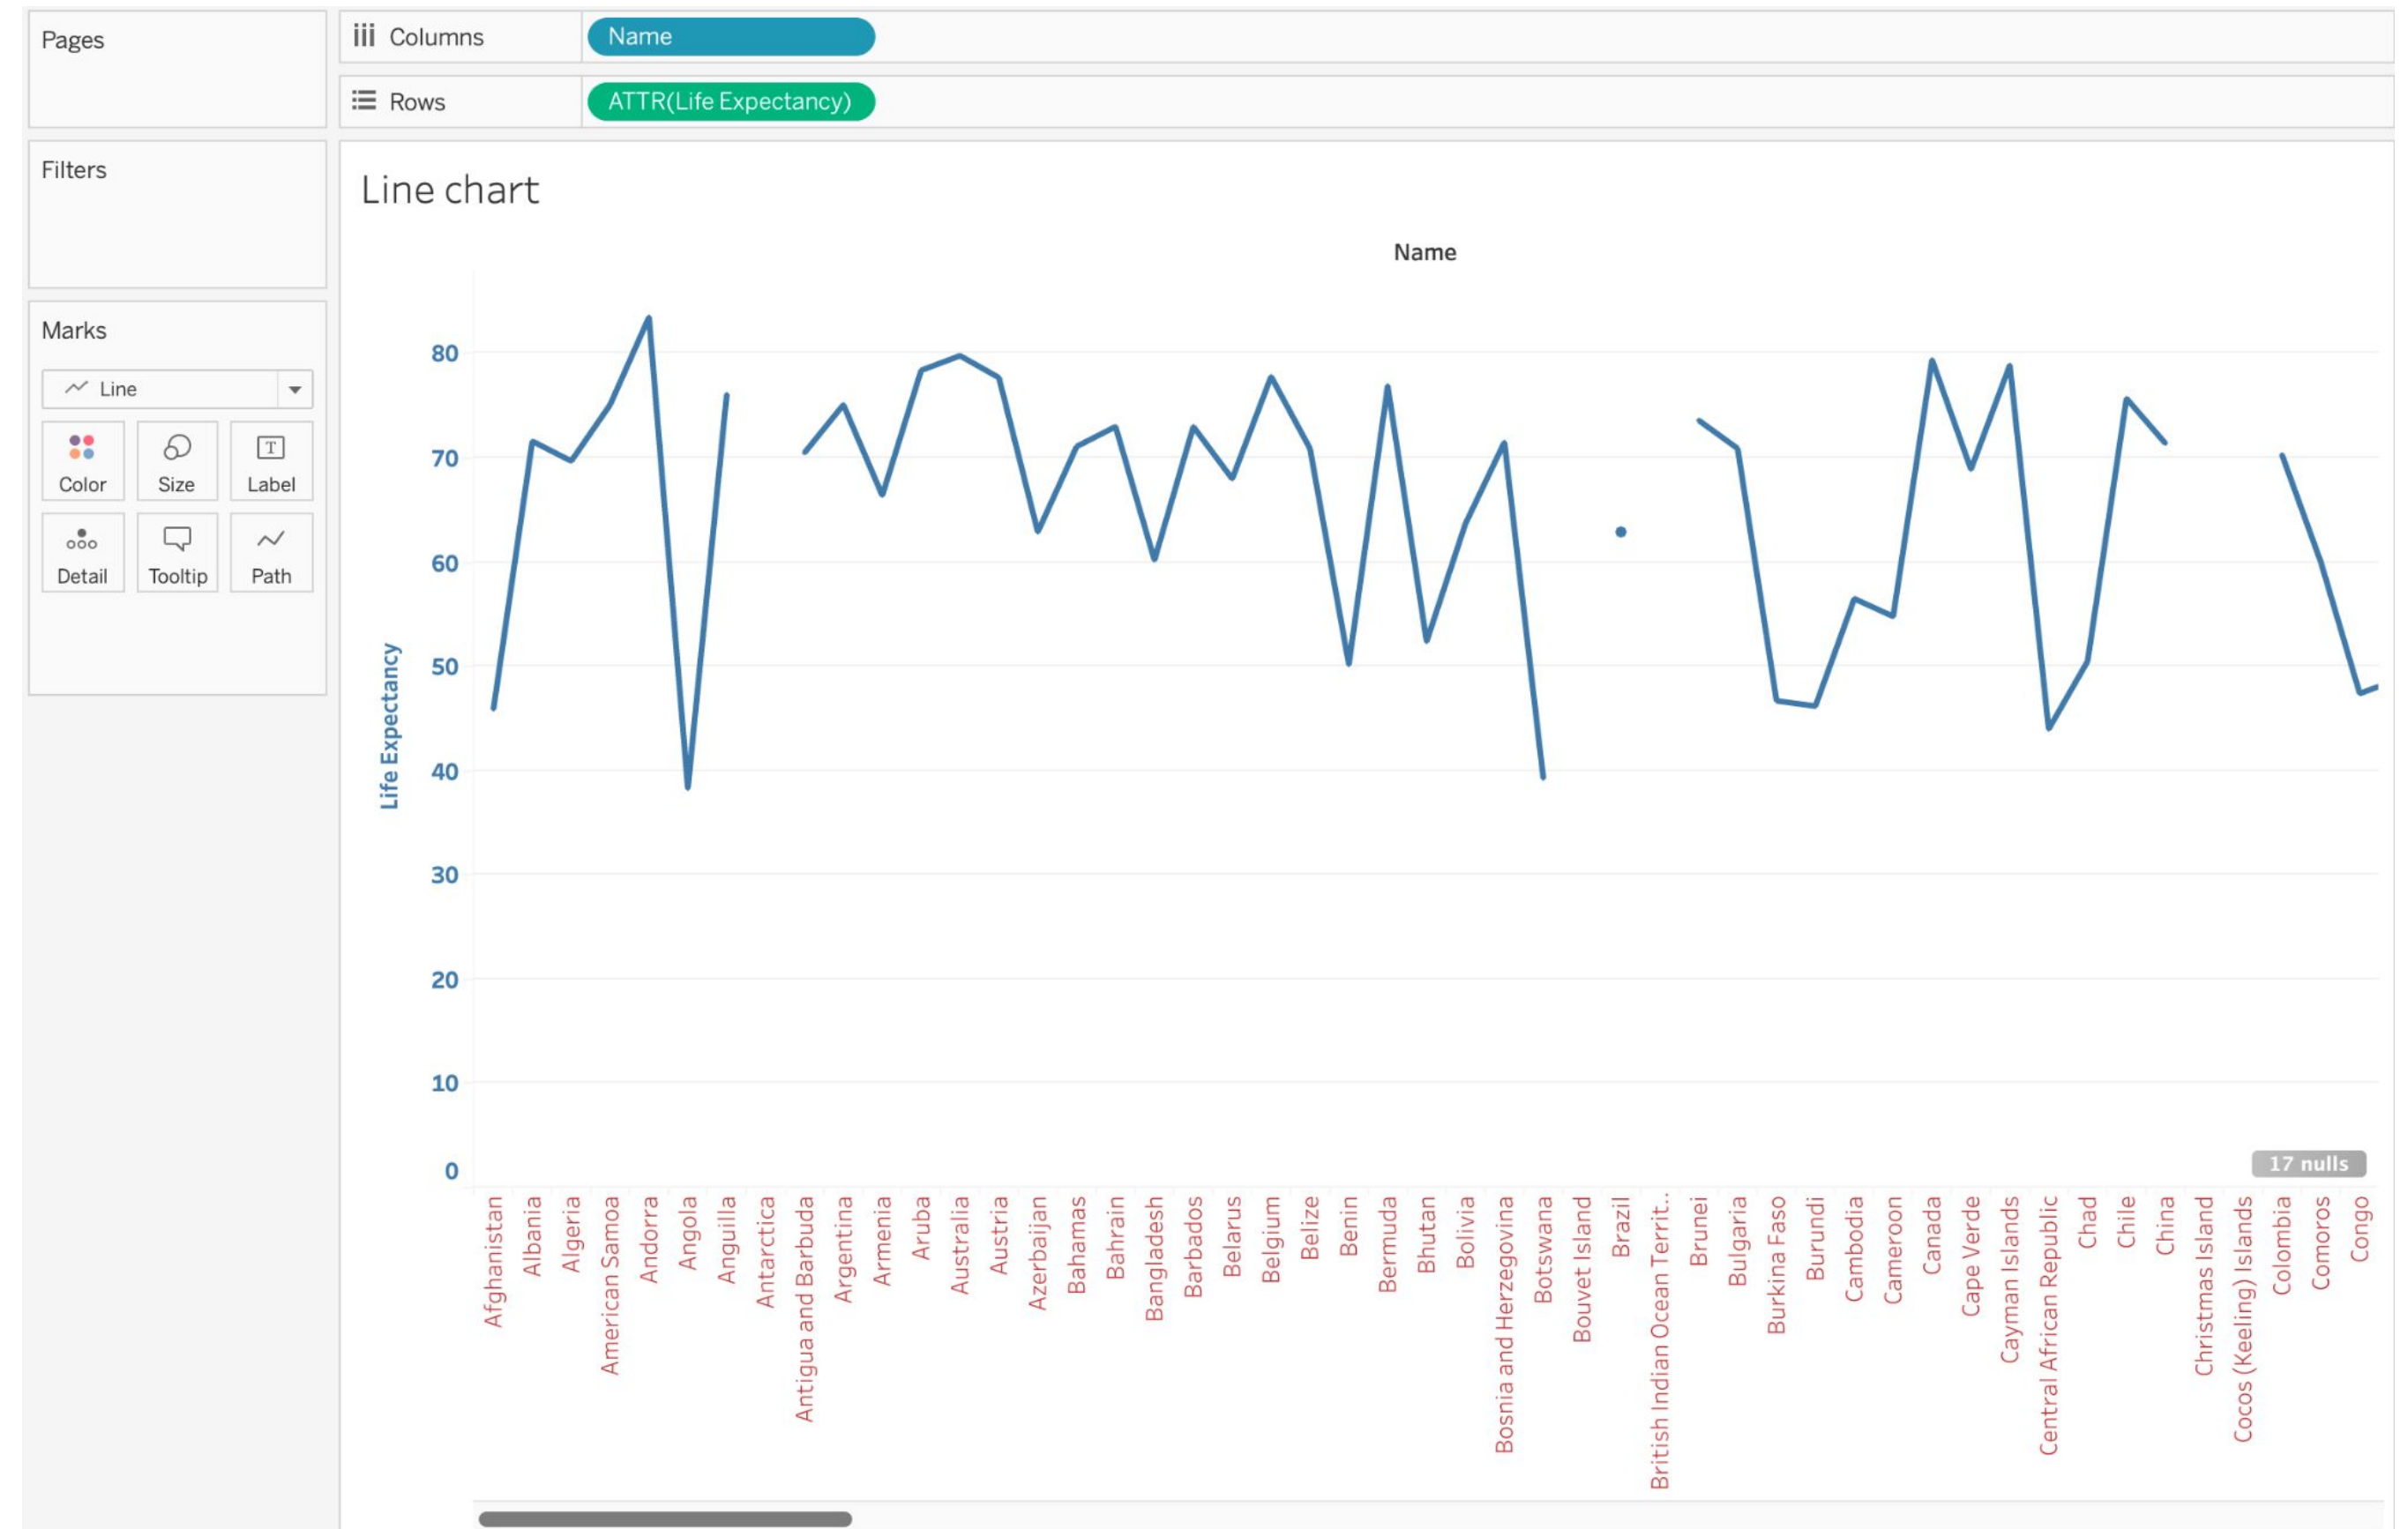 Pages
Columns
Name
Rows
ATTR(Life Expectancy)
Filters
Line chart
Name
Marks
Line
Color
Size
T
Label
Detail
Tooltip
Path
Life Expectancy
80
70
60
50
40
30
20
10
0
17 nulls
Afghanistan
Albania
Algeria
American Samoa
Andorra
Angola
Anguilla
Antarctica
Antigua and Barbuda
Argentina
Armenia
Aruba
Australia
Austria
Azerbaijan
Bahamas
Bahrain
Bangladesh
Barbados
Belarus
Belgium
Belize
Benin
Bermuda
Bhutan
Bolivia
Bosnia and Herzegovina
Botswana
Bouvet Island
Brazil
British Indian Ocean Territ..
Brunei
Bulgaria
Burkina Faso
Burundi
Cambodia
Cameroon
Canada
Cape Verde
Cayman Islands
Central African Republic
Chad
Chile
China
Christmas Island
Cocos (Keeling) Islands
Colombia
Comoros
Congo